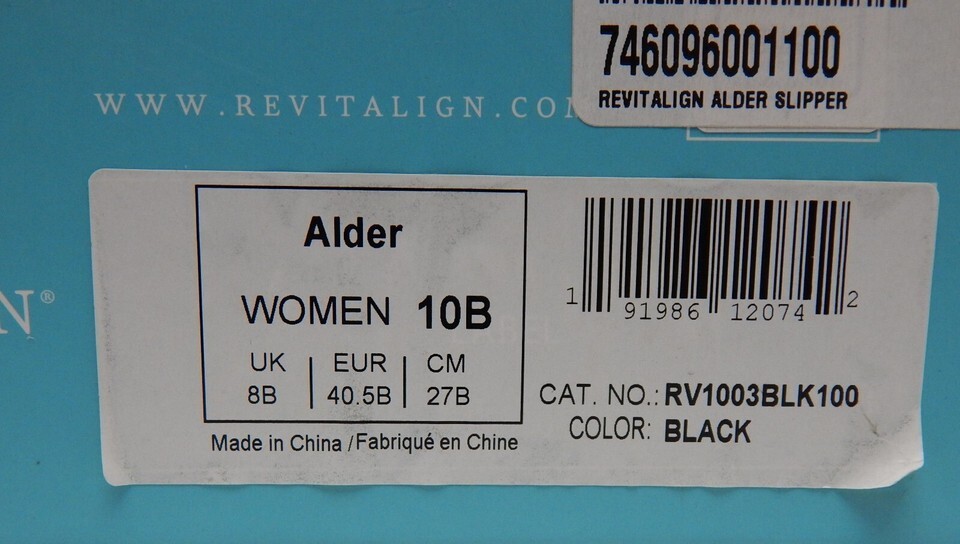 746096001100
REVITALIGN ALDER SLIPPER
WWW.REVITALIGN.CO
N®
Alder
WOMEN 10B
UK | EUR | CM
8B | 40.5B | 27B
Made in China / Fabriqué en Chine
1 91986 12074 2
CAT. NO.: RV1003BLK100
COLOR: BLACK